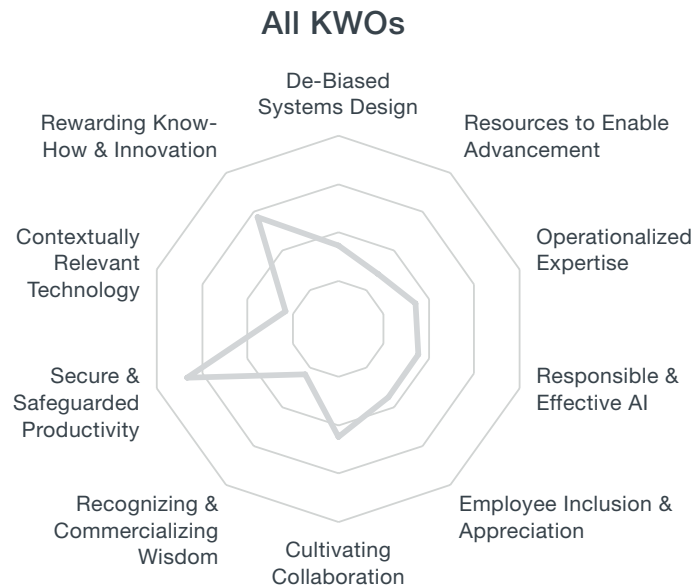 All KWOs
De-Biased
Systems Design
Resources to Enable
Advancement
Operationalized
Expertise
Responsible &
Effective AI
Employee Inclusion &
Appreciation
Cultivating
Collaboration
Recognizing &
Commercializing
Wisdom
Secure &
Safeguarded
Productivity
Contextually
Relevant
Technology
Rewarding Know-
How & Innovation